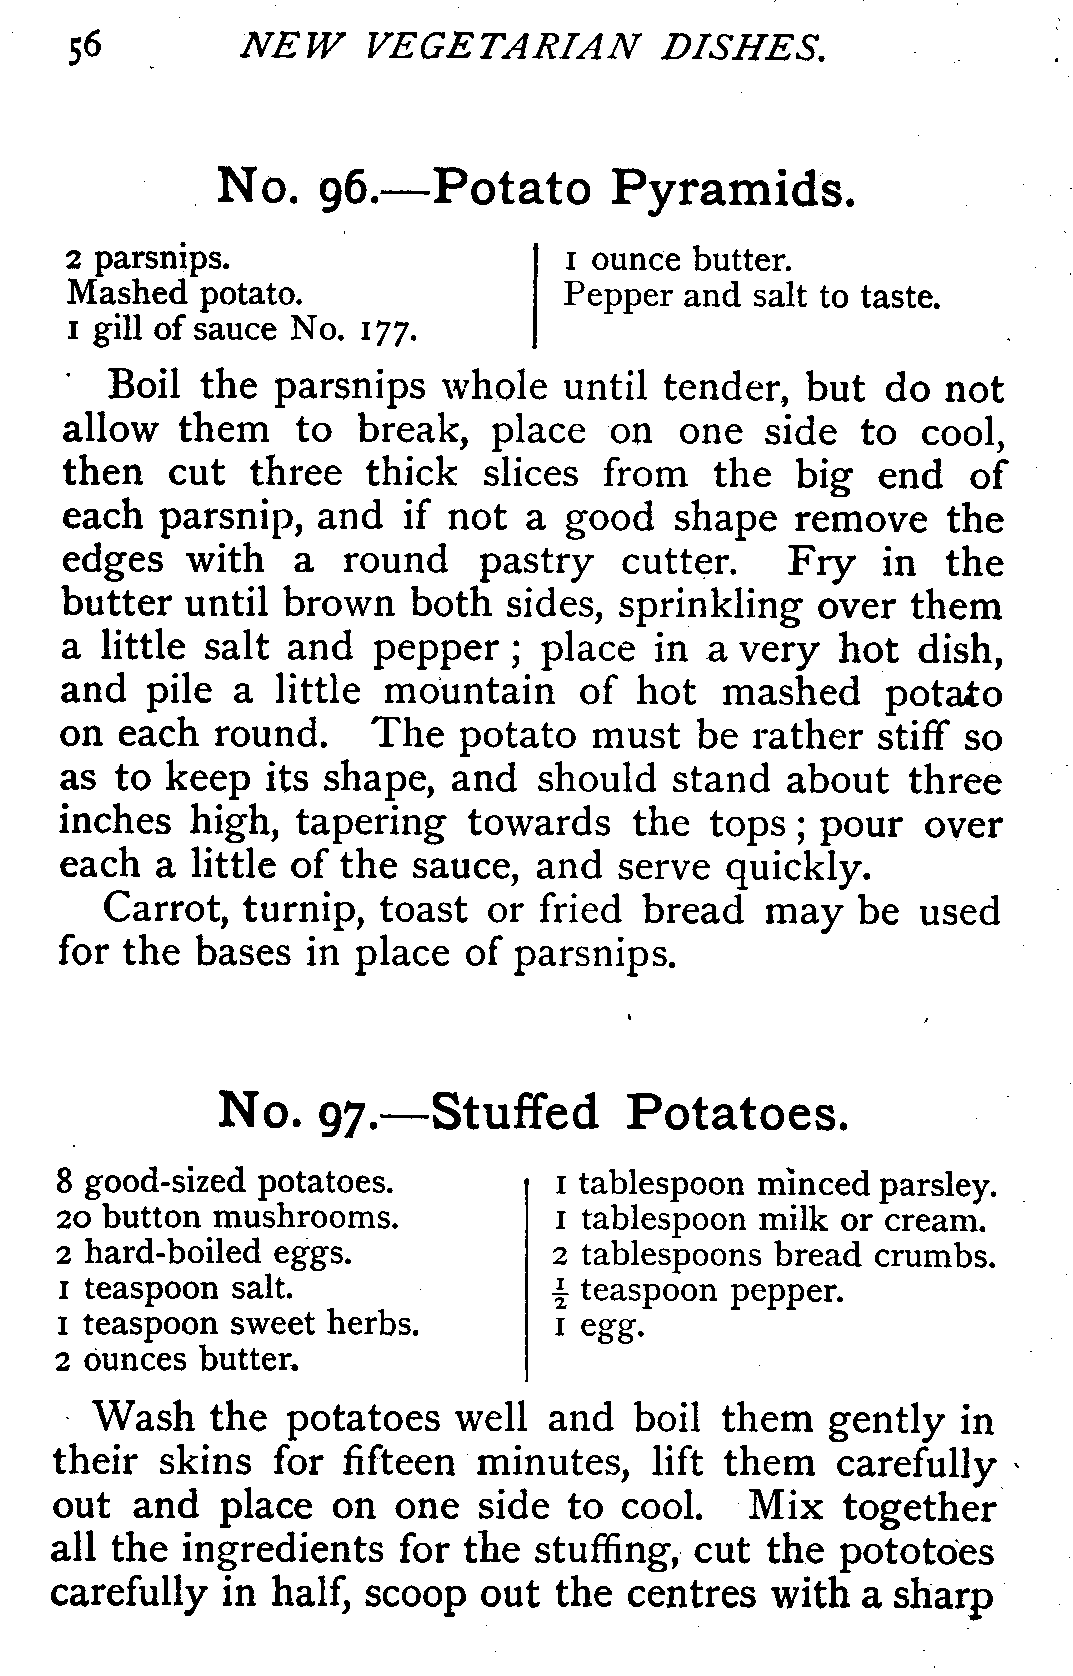 56 NEW VEGETARIAN DISHES.
No. 96.—Potato Pyramids.
2 parsnips.
Mashed potato.
1 gill of sauce No. 177.
1 ounce butter.
Pepper and salt to taste.
Boil the parsnips whole until tender, but do not
allow them to break, place on one side to cool,
then cut three thick slices from the big end of
each parsnip, and if not a good shape remove the
edges with a round pastry cutter. Fry in the
butter until brown both sides, sprinkling over them
a little salt and pepper ; place in a very hot dish,
and pile a little mountain of hot mashed potato
on each round. The potato must be rather stiff so
as to keep its shape, and should stand about three
inches high, tapering towards the tops ; pour over
each a little of the sauce, and serve quickly.
Carrot, turnip, toast or fried bread may be used
for the bases in place of parsnips.
No. 97.—Stuffed Potatoes.
8 good-sized potatoes.
20 button mushrooms.
2 hard-boiled eggs.
1 teaspoon salt.
1 teaspoon sweet herbs.
2 ounces butter.
1 tablespoon minced parsley.
1 tablespoon milk or cream.
2 tablespoons bread crumbs.
½ teaspoon pepper.
1 egg.
Wash the potatoes well and boil them gently in
their skins for fifteen minutes, lift them carefully
out and place on one side to cool. Mix together
all the ingredients for the stuffing, cut the pototoes
carefully in half, scoop out the centres with a sharp